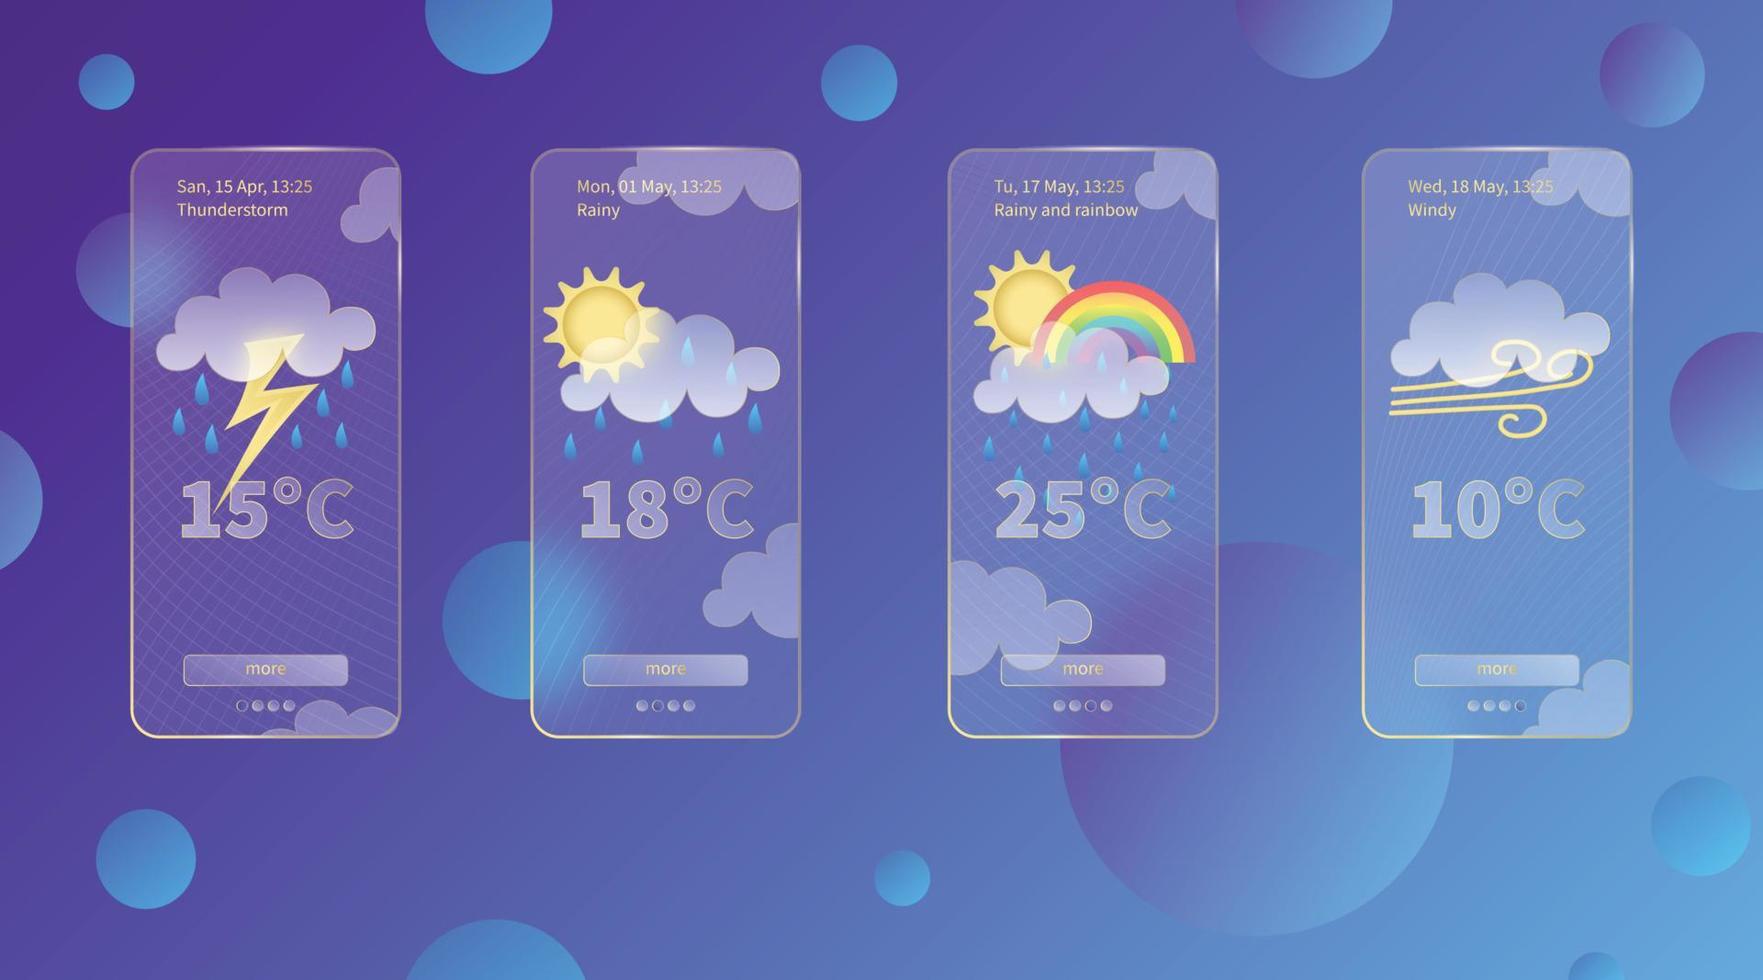 San, 15 Apr, 13:25
Thunderstorm
15°C
more
Mon, 01 May, 13:25
Rainy
18°C
more
Tu, 17 May, 13:25
Rainy and rainbow
25°C
more
Wed, 18 May, 13:25
Windy
10°C
more